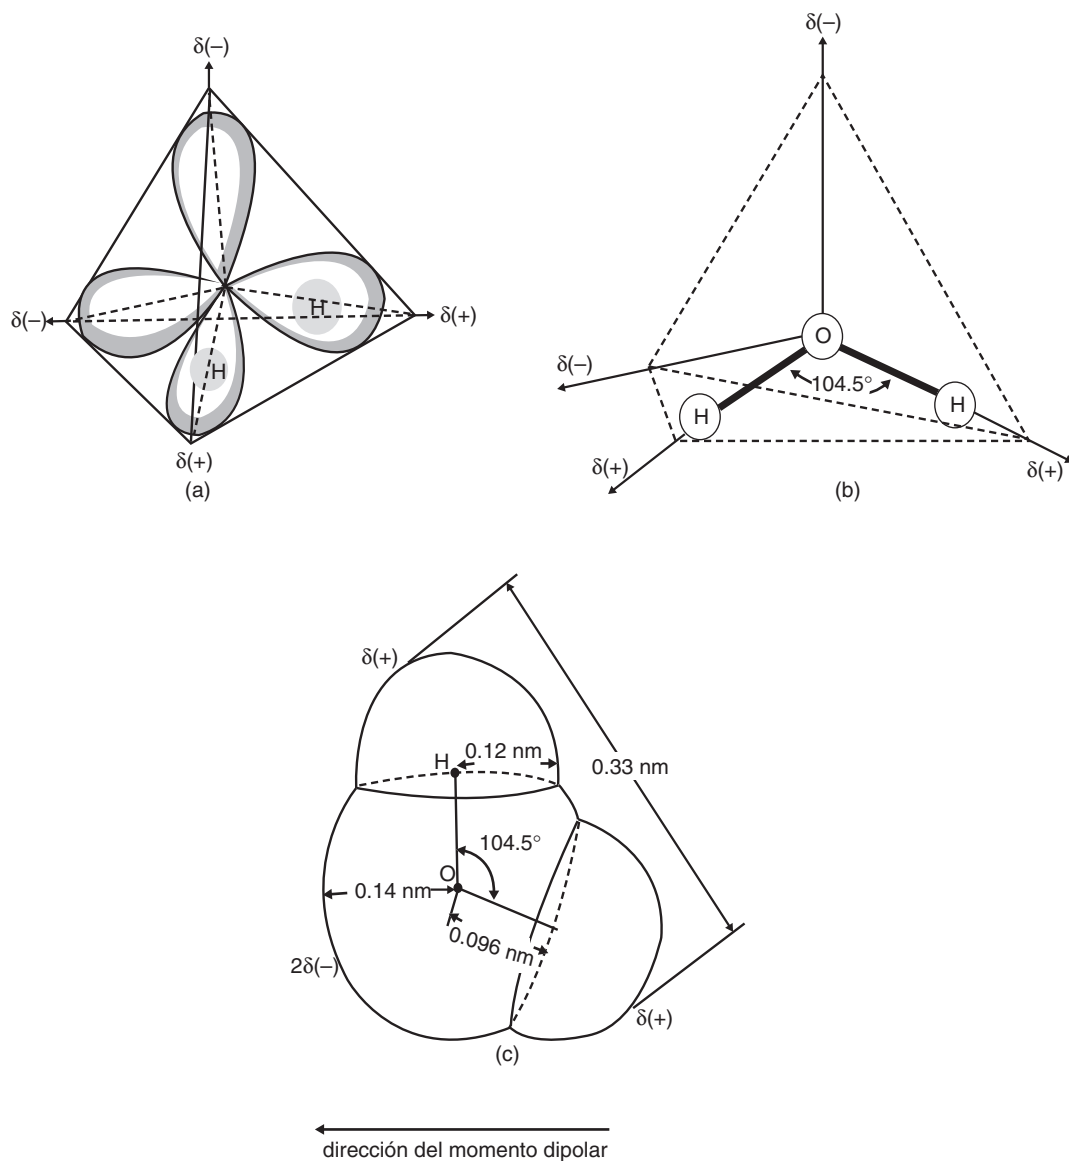 δ(–)
H
δ(–)
δ(+)
H
δ(+)
(a)
δ(–)
O
δ(–)
104.5°
H
H
δ(+)
δ(+)
(b)
δ(+)
H
0.12 nm
0.33 nm
104.5°
O
0.14 nm
0.096 nm
2δ(–)
δ(+)
(c)
dirección del momento dipolar